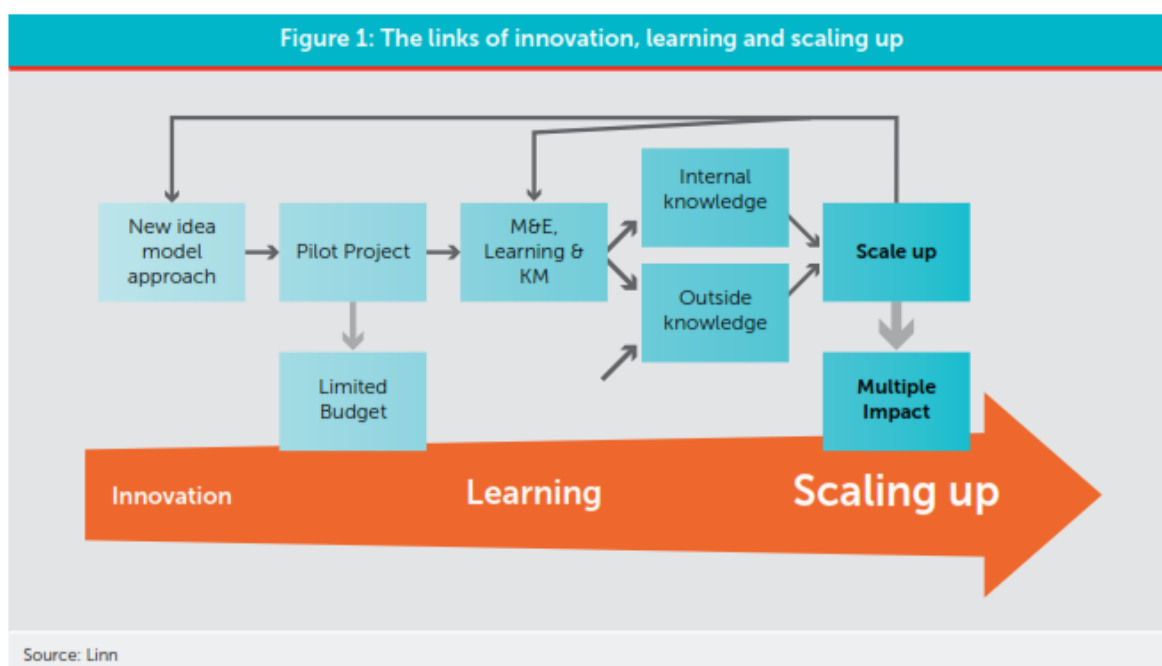 Figure 1: The links of innovation, learning and scaling up
New idea
model
approach
Pilot Project
Limited
Budget
M&E,
Learning &
KM
Internal
knowledge
Outside
knowledge
Scale up
Multiple
Impact
Innovation
Learning
Scaling up
Source: Linn